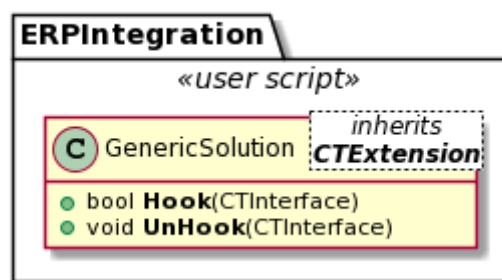 ERPIntegration
«user script»
inherits
CTExtension
C GenericSolution
bool Hook(CTInterface)
void UnHook(CTInterface)